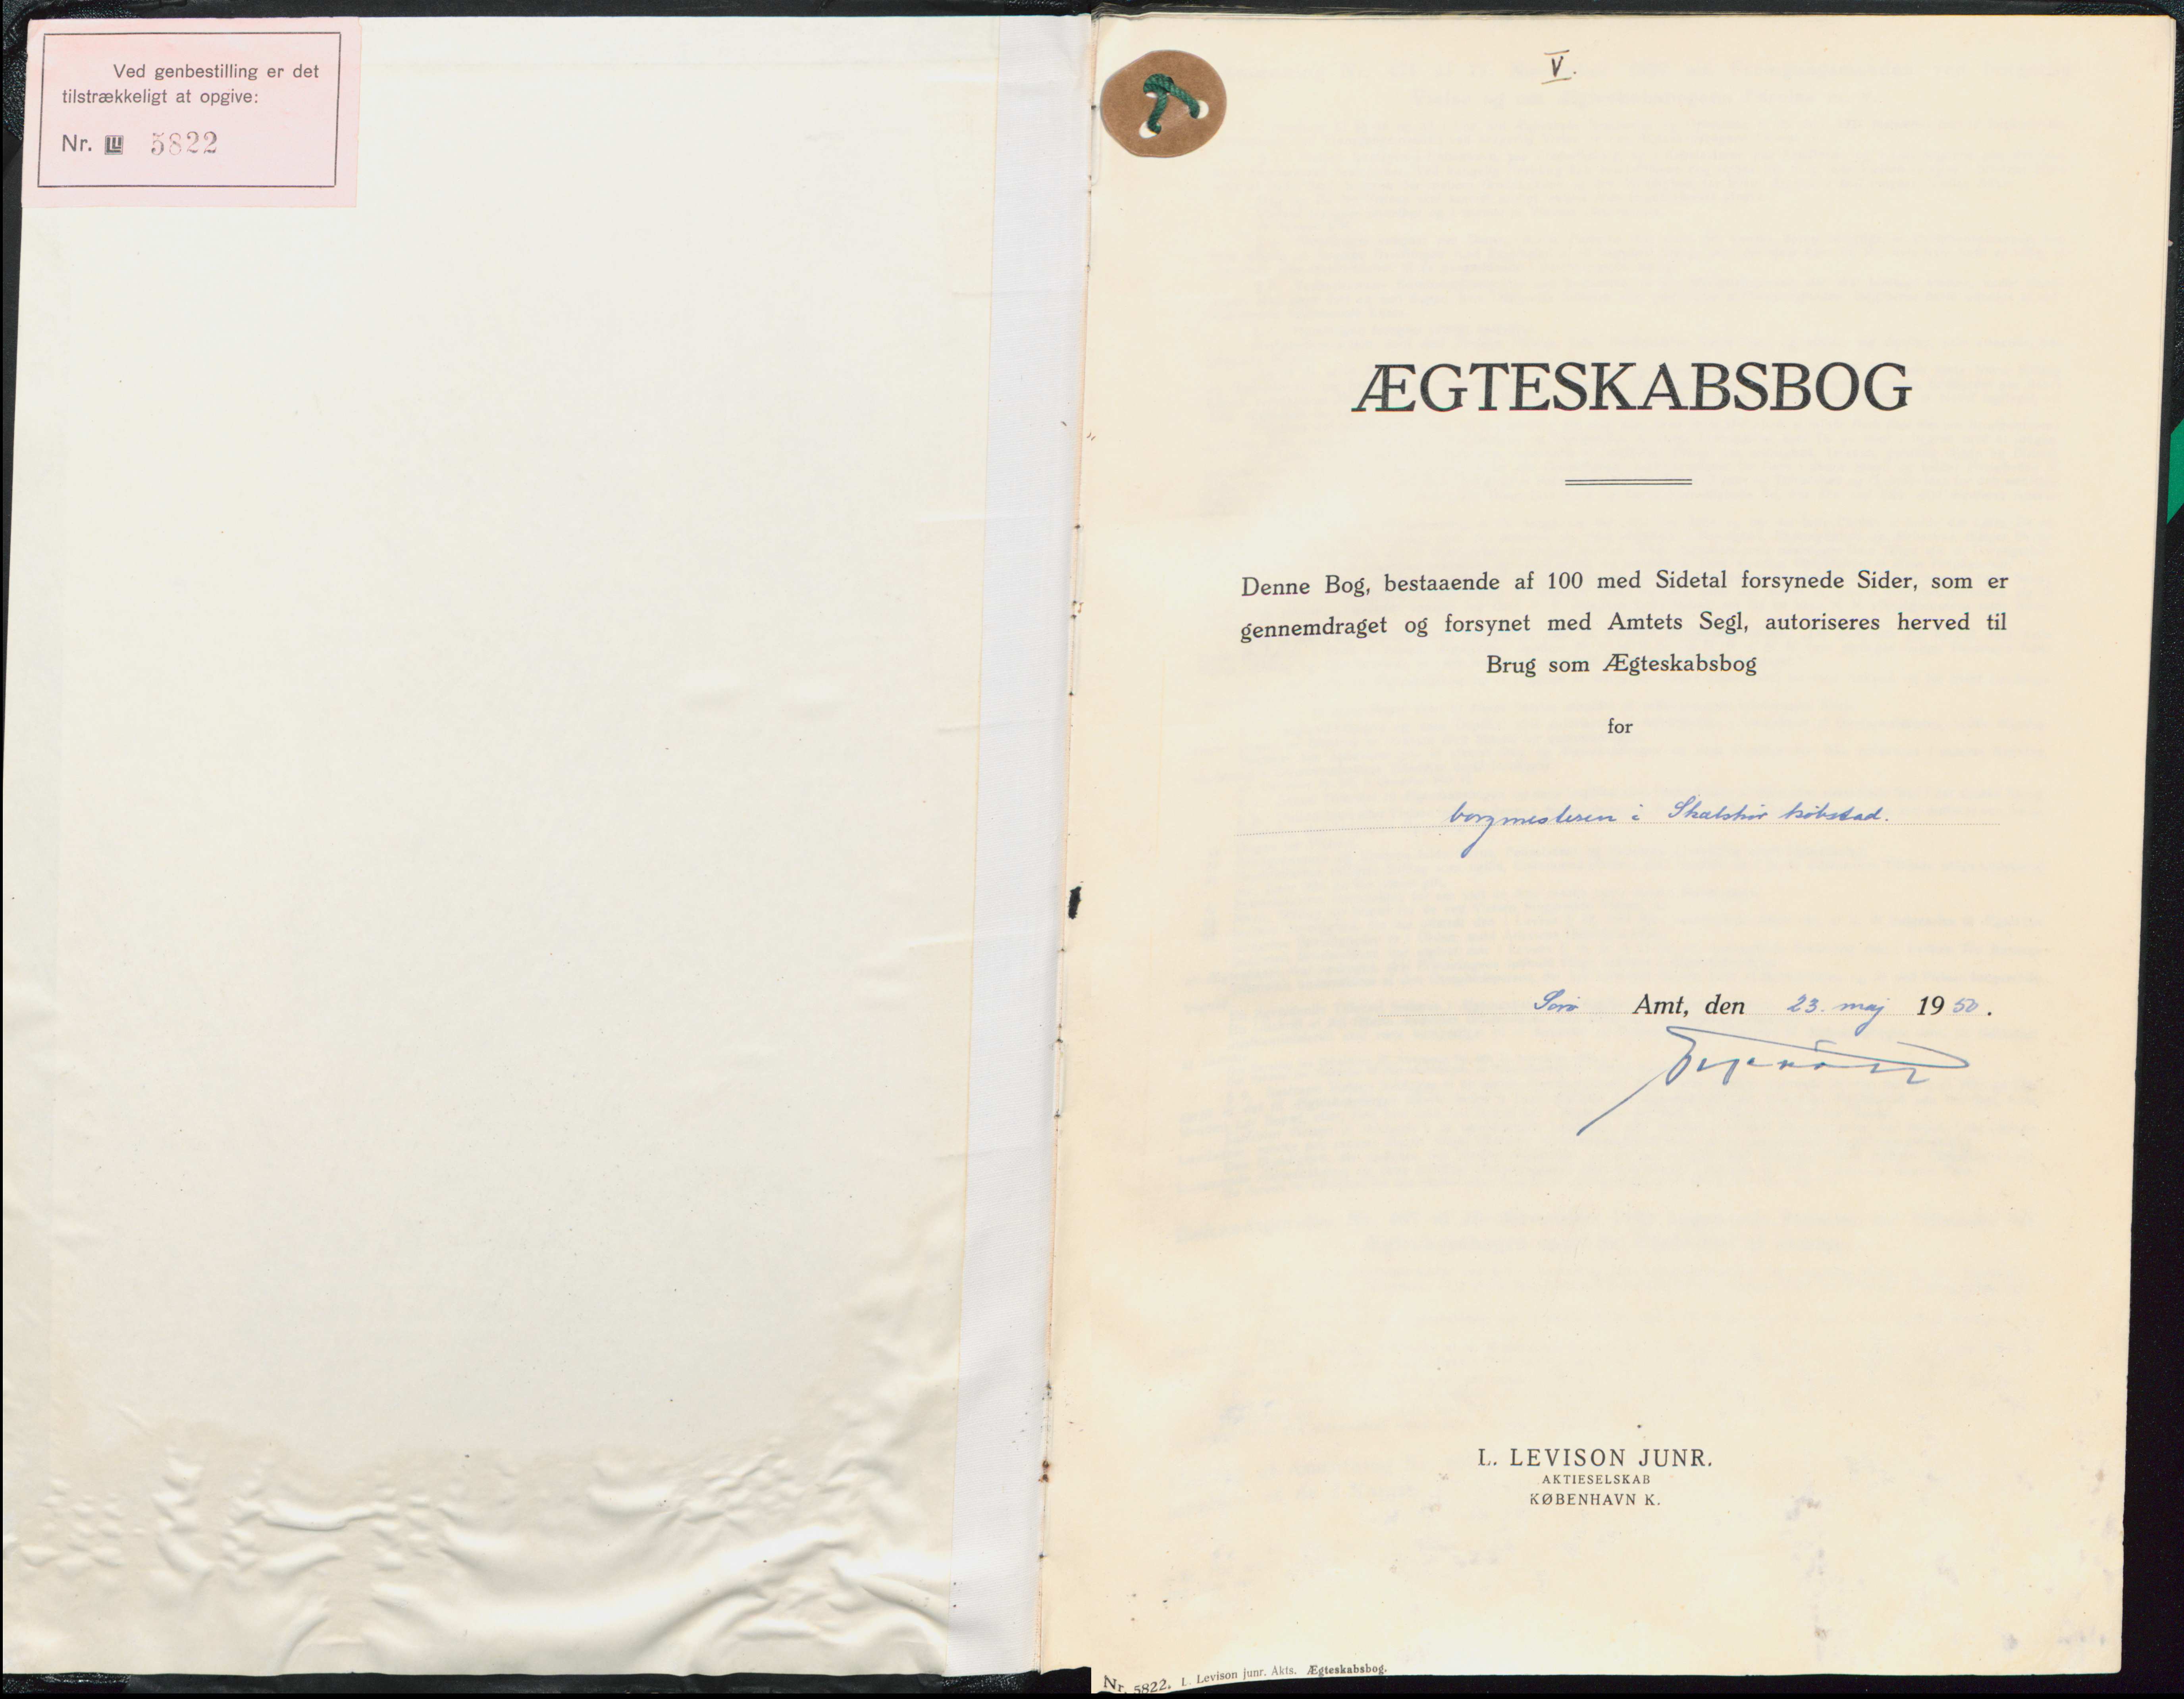 Ved genbestilling er det
tilstrækkeligt at opgive:
Nr. LU 5822
V.
ÆGTESKABSBOG
Denne Bog, bestaaende af 100 med Sidetal forsynede Sider, som er
gennemdraget og forsynet med Amtets Segl, autoriseres herved til
Brug som Ægteskabsbog
for
borgmesteren i Skælskør købstad.
Sorø Amt, den 23. maj 1950.
L. LEVISON JUNR.
AKTIESELSKAB
KØBENHAVN K.
Nr. 5822. L. Levison junr. Akts. Ægteskabsbog.